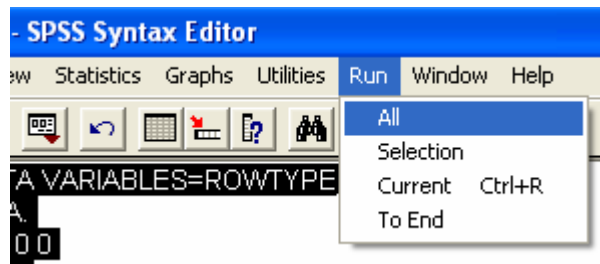 - SPSS Syntax Editor
ew Statistics Graphs Utilities Run Window Help
All
Selection
TA VARIABLES=ROWTYPE
Current Ctrl+R
A.
To End
0 0